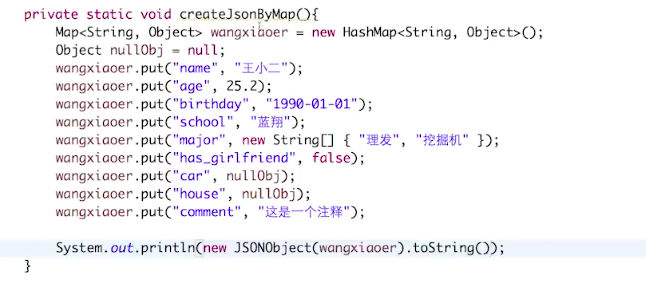 private static void createJsonByMap(){
    Map<String, Object> wangxiaoer = new HashMap<String, Object>();
    Object nullObj = null;
    wangxiaoer.put("name", "王小二");
    wangxiaoer.put("age", 25.2);
    wangxiaoer.put("birthday", "1990-01-01");
    wangxiaoer.put("school", "蓝翔");
    wangxiaoer.put("major", new String[] { "理发", "挖掘机" });
    wangxiaoer.put("has_girlfriend", false);
    wangxiaoer.put("car", nullObj);
    wangxiaoer.put("house", nullObj);
    wangxiaoer.put("comment", "这是一个注释");
    System.out.println(new JSONObject(wangxiaoer).toString());
}